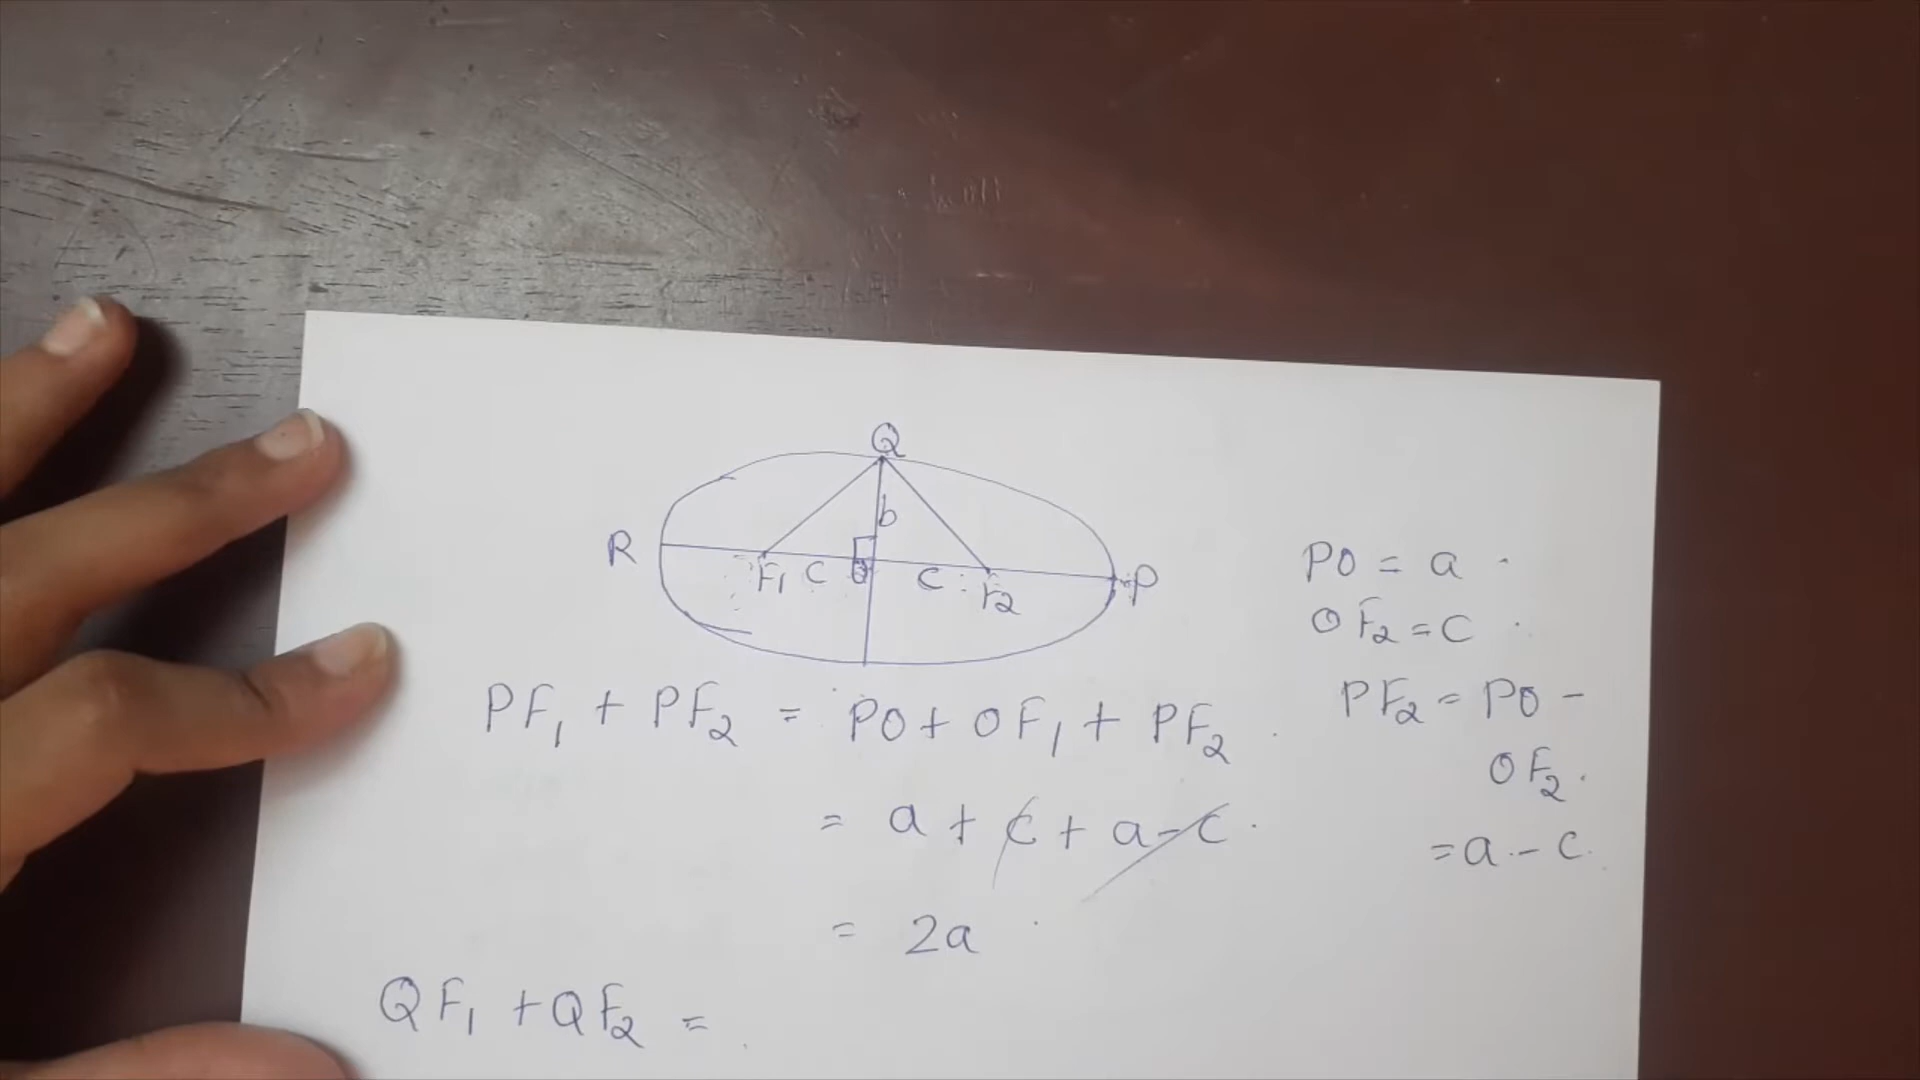 Q
b
R
F₁ C O C F₂ P
PO = a
OF₂ = C
PF₁ + PF₂ = PO + OF₁ + PF₂
PF₂ = PO -
OF₂.
= a + c + a - c
= a - c.
= 2a
QF₁ + QF₂ =